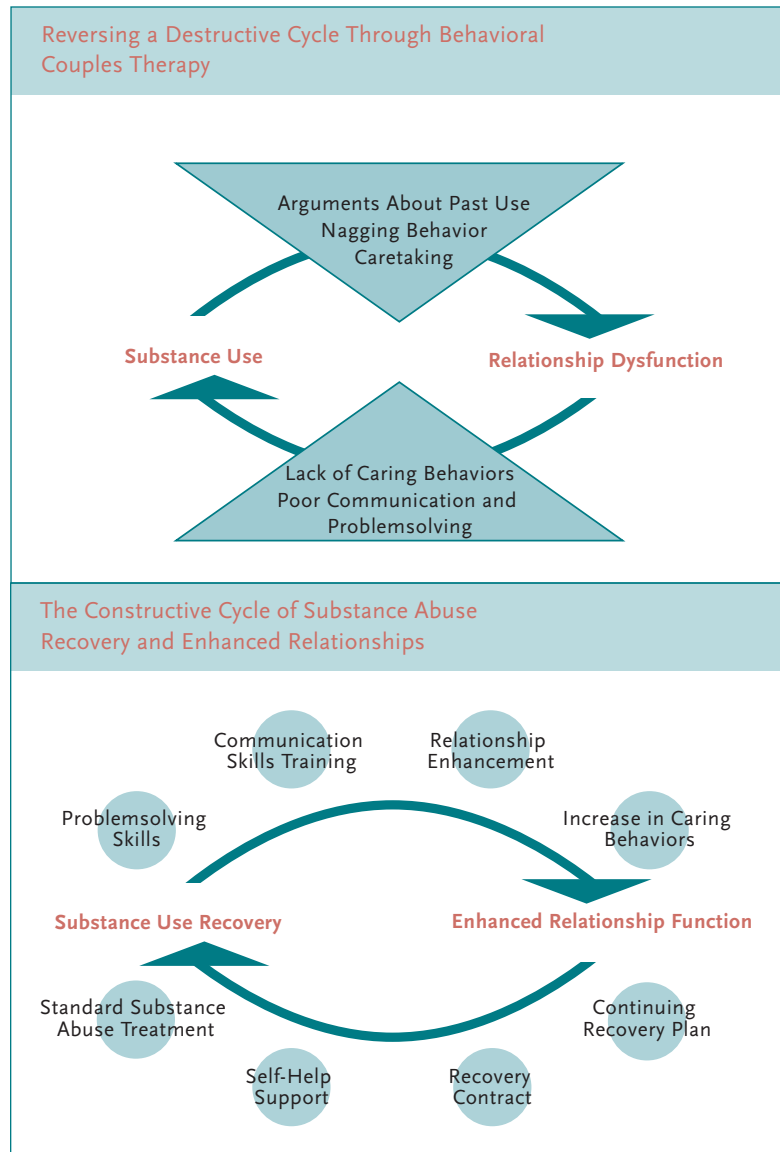 Reversing a Destructive Cycle Through Behavioral
Couples Therapy
Arguments About Past Use
Nagging Behavior
Caretaking
Substance Use
Relationship Dysfunction
Lack of Caring Behaviors
Poor Communication and
Problemsolving
The Constructive Cycle of Substance Abuse
Recovery and Enhanced Relationships
Communication
Skills Training
Relationship
Enhancement
Problemsolving
Skills
Increase in Caring
Behaviors
Substance Use Recovery
Enhanced Relationship Function
Standard Substance
Abuse Treatment
Continuing
Recovery Plan
Self-Help
Support
Recovery
Contract